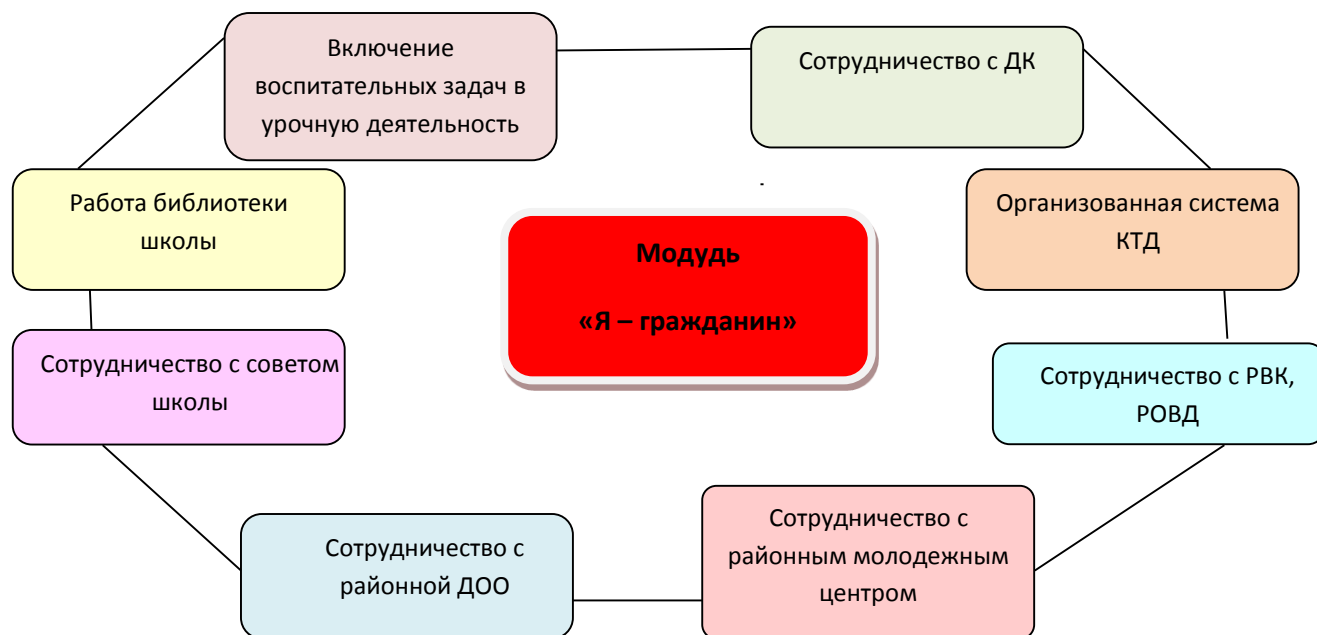 Включение
воспитательных задач в
урочную деятельность
Сотрудничество с ДК
Работа библиотеки
школы
Организованная система
КТД
Модудь
«Я – гражданин»
Сотрудничество с советом
школы
Сотрудничество с РВК,
РОВД
Сотрудничество с
районной ДОО
Сотрудничество с
районным молодежным
центром